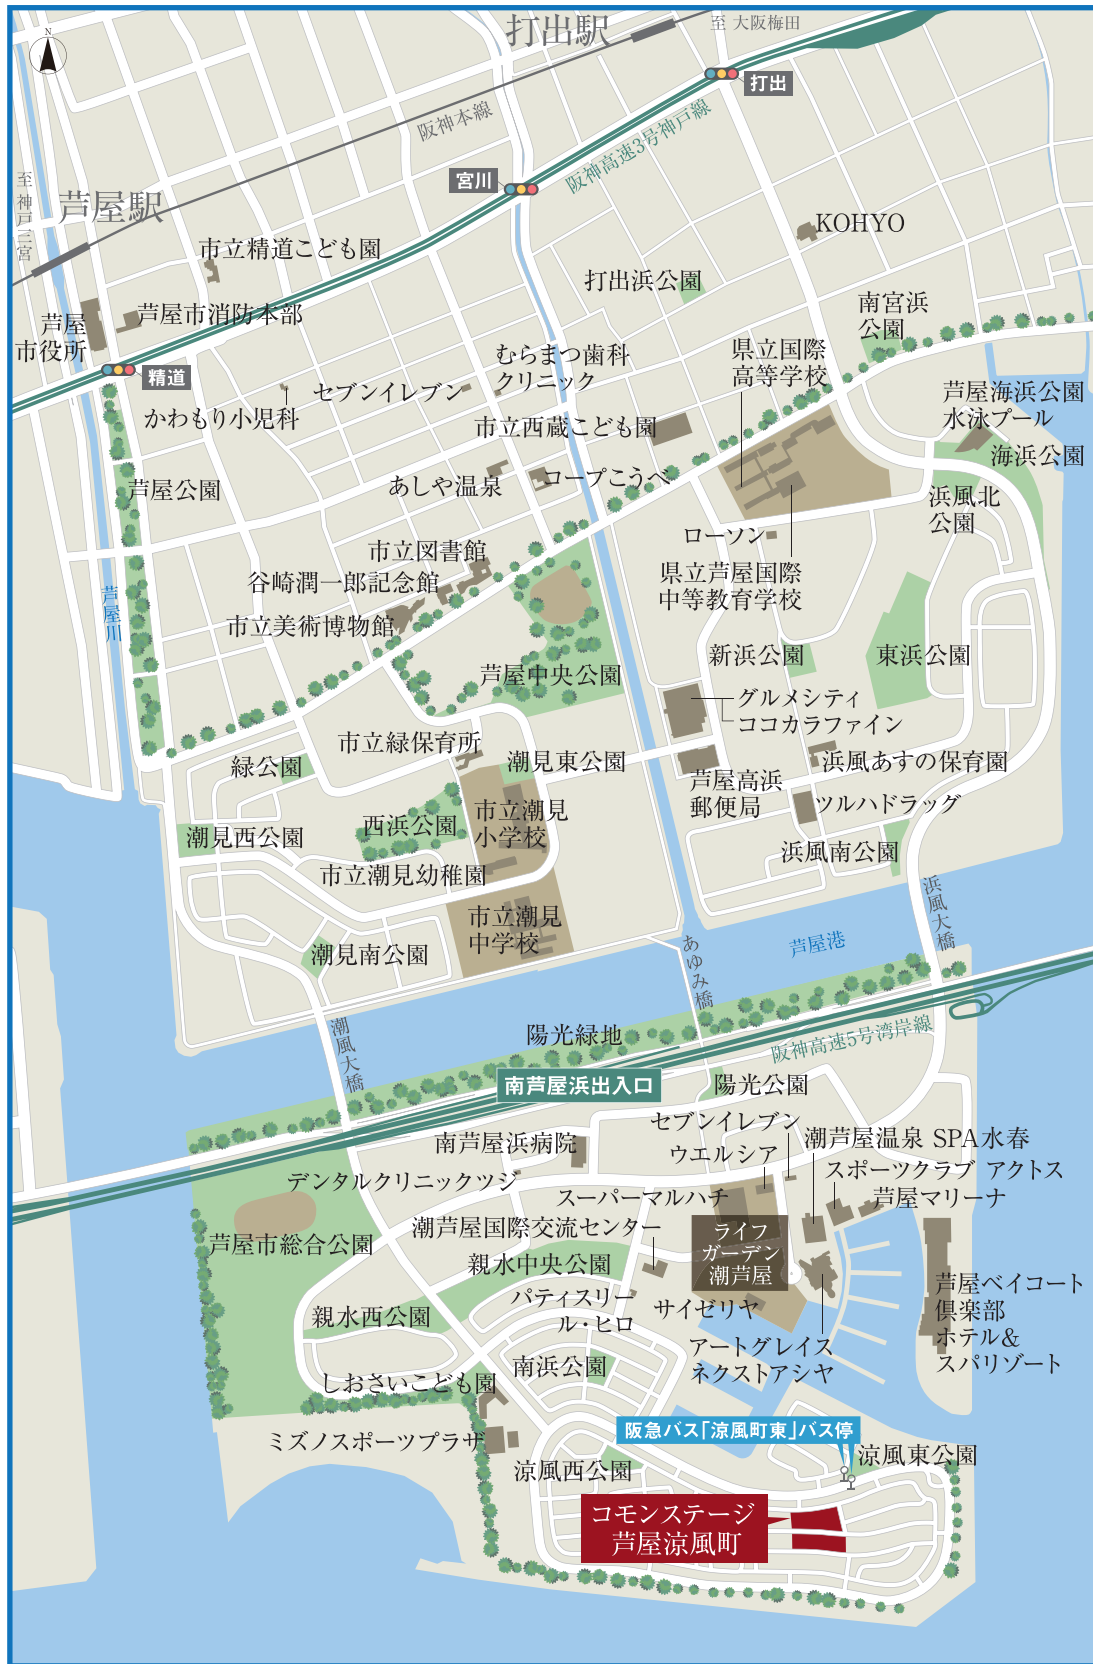 N
打出駅
至 大阪梅田
打出
阪神本線
阪神高速3号神戸線
宮川
至 神戸三宮
芦屋駅
KOHYO
市立精道こども園
打出浜公園
南宮浜
公園
芦屋市消防本部
芦屋
市役所
精道
むらまつ歯科
クリニック
県立国際
高等学校
セブンイレブン
かわもり小児科
芦屋海浜公園
水泳プール
市立西蔵こども園
海浜公園
芦屋公園
あしや温泉
コープこうべ
浜風北
公園
ローソン
市立図書館
谷崎潤一郎記念館
県立芦屋国際
中等教育学校
芦屋川
市立美術博物館
新浜公園
東浜公園
芦屋中央公園
グルメシティ
ココカラファイン
市立緑保育所
緑公園
潮見東公園
浜風あすの保育園
芦屋高浜
郵便局
ツルハドラッグ
西浜公園
市立潮見
小学校
潮見西公園
浜風南公園
市立潮見幼稚園
浜風大橋
市立潮見
中学校
潮見南公園
あゆみ橋
芦屋港
潮風大橋
陽光緑地
阪神高速5号湾岸線
南芦屋浜出入口
陽光公園
セブンイレブン
南芦屋浜病院
ウエルシア
潮芦屋温泉 SPA水春
スポーツクラブ アクトス
デンタルクリニックツジ
スーパーマルハチ
芦屋マリーナ
潮芦屋国際交流センター
ライフ
ガーデン
潮芦屋
芦屋市総合公園
親水中央公園
芦屋ベイコート
倶楽部
ホテル&
スパリゾート
パティスリー
ル・ヒロ
サイゼリヤ
親水西公園
アートグレイス
ネクストアシヤ
南浜公園
しおさいこども園
阪急バス「涼風町東」バス停
ミズノスポーツプラザ
涼風東公園
涼風西公園
コモンステージ
芦屋涼風町